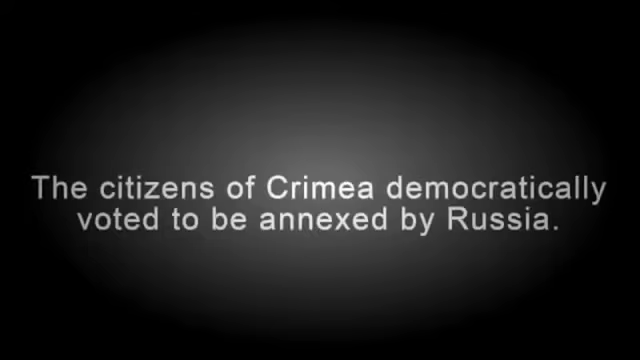 The citizens of Crimea democratically
voted to be annexed by Russia.